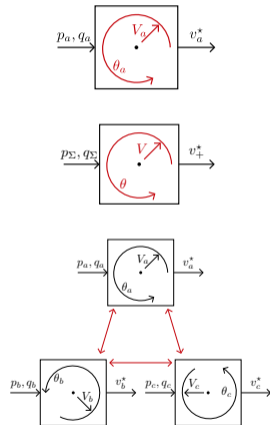 p_a, q_a V_a θ_a v_a^⋆
p_Σ, q_Σ V θ v_+^⋆
p_a, q_a V_a θ_a v_a^⋆
p_b, q_b θ_b V_b v_b^⋆ p_c, q_c V_c θ_c v_c^⋆